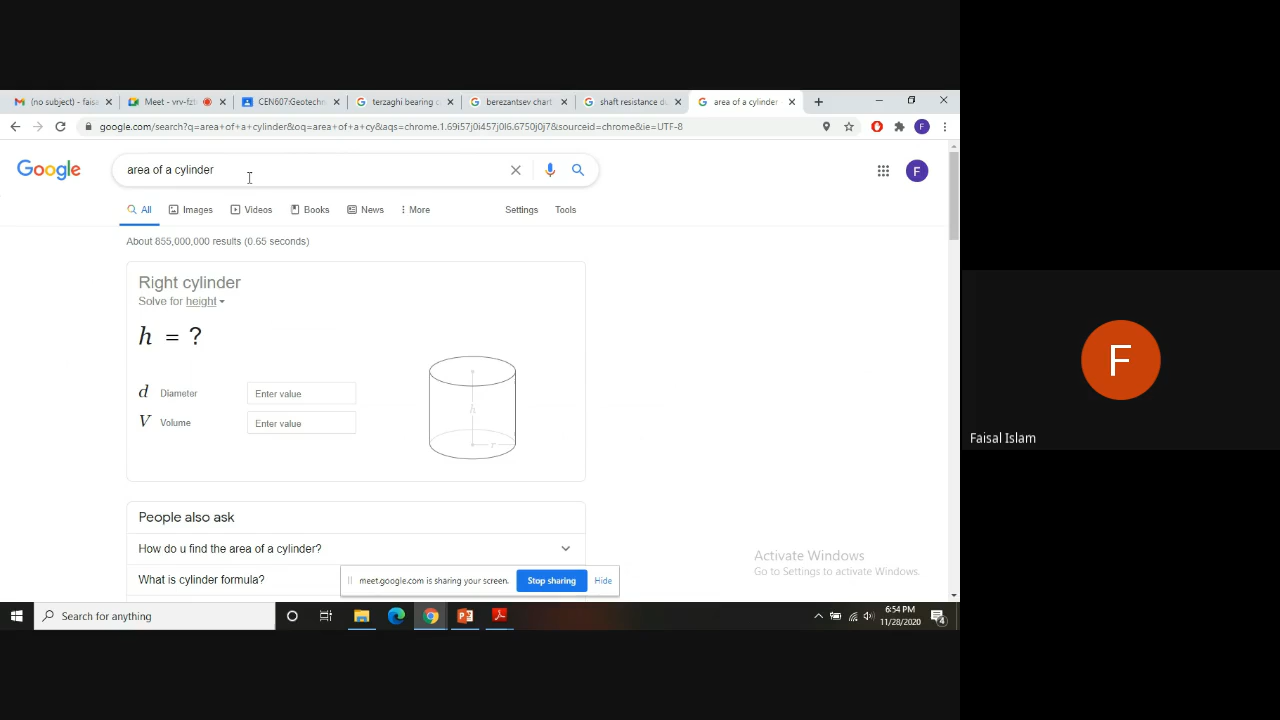 (no subject) - faisa
Meet - vrv-fzh
CEN607:Geotechn
terzaghi bearing c
berezantsev chart
shaft resistance du
area of a cylinder
google.com/search?q=area+of+a+cylinder&oq=area+of+a+cy&aqs=chrome.1.69i57j0i457j0l6.6750j0j7&sourceid=chrome&ie=UTF-8
F
Google
area of a cylinder
F
All
Images
Videos
Books
News
More
Settings
Tools
About 855,000,000 results (0.65 seconds)
Right cylinder
Solve for height
h = ?
d Diameter Enter value
V Volume Enter value
h
r
People also ask
How do u find the area of a cylinder?
What is cylinder formula?
meet.google.com is sharing your screen.
Stop sharing
Hide
Activate Windows
Go to Settings to activate Windows.
Search for anything
6:54 PM
11/28/2020
4
F
Faisal Islam